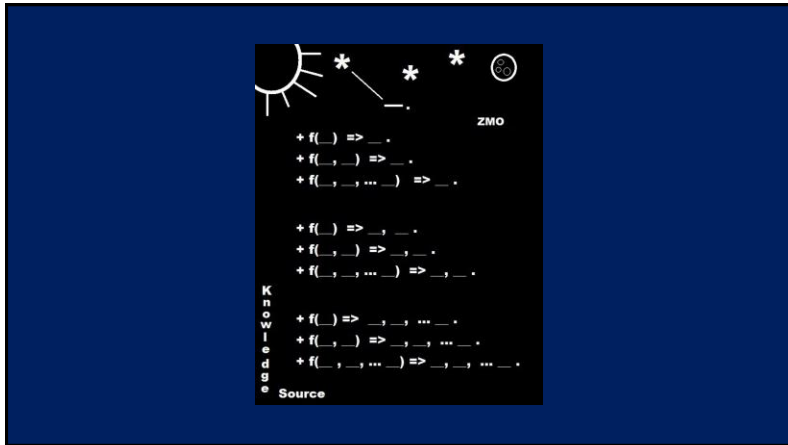 * * *
__ .
ZMO
+ f(__) => __ .
+ f(__, __) => __ .
+ f(__, __, ... __) => __ .
+ f(__) => __, __ .
+ f(__, __) => __, __ .
+ f(__, __, ... __) => __, __ .
+ f(__) => __, __, ... __ .
+ f(__, __) => __, __, ... __ .
+ f(__ , __, ... __) => __, __, ... __ .
Knowledge
Source